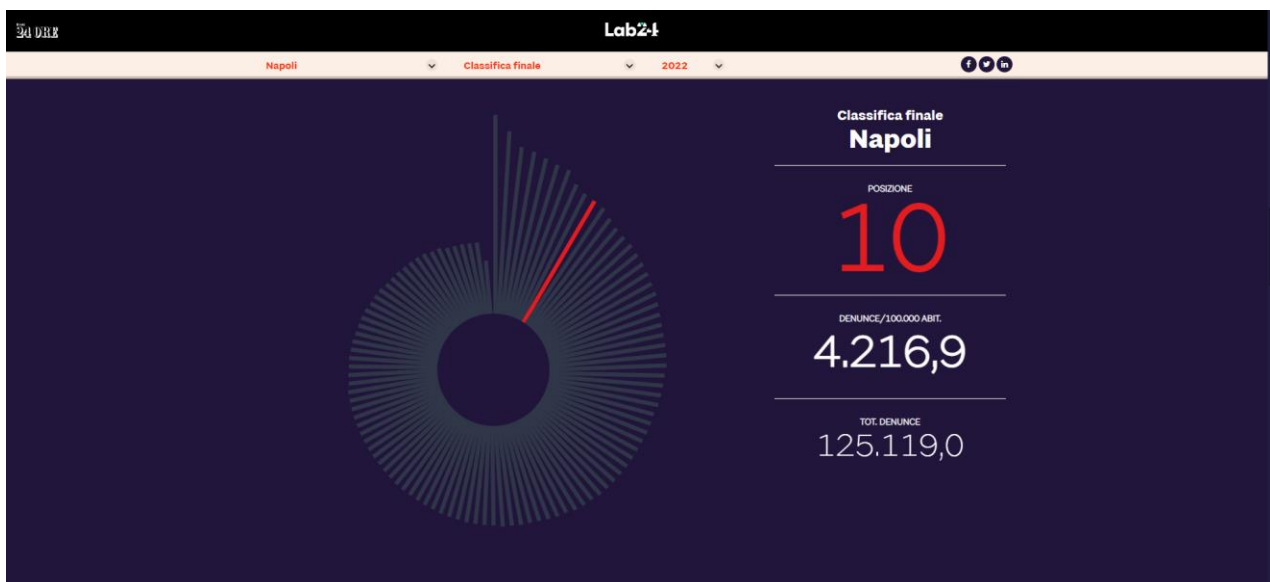 24 ORE
Lab24
Napoli
Classifica finale
2022
Classifica finale
Napoli
POSIZIONE
10
DENUNCE/100.000 ABIT.
4.216,9
TOT. DENUNCE
125.119,0